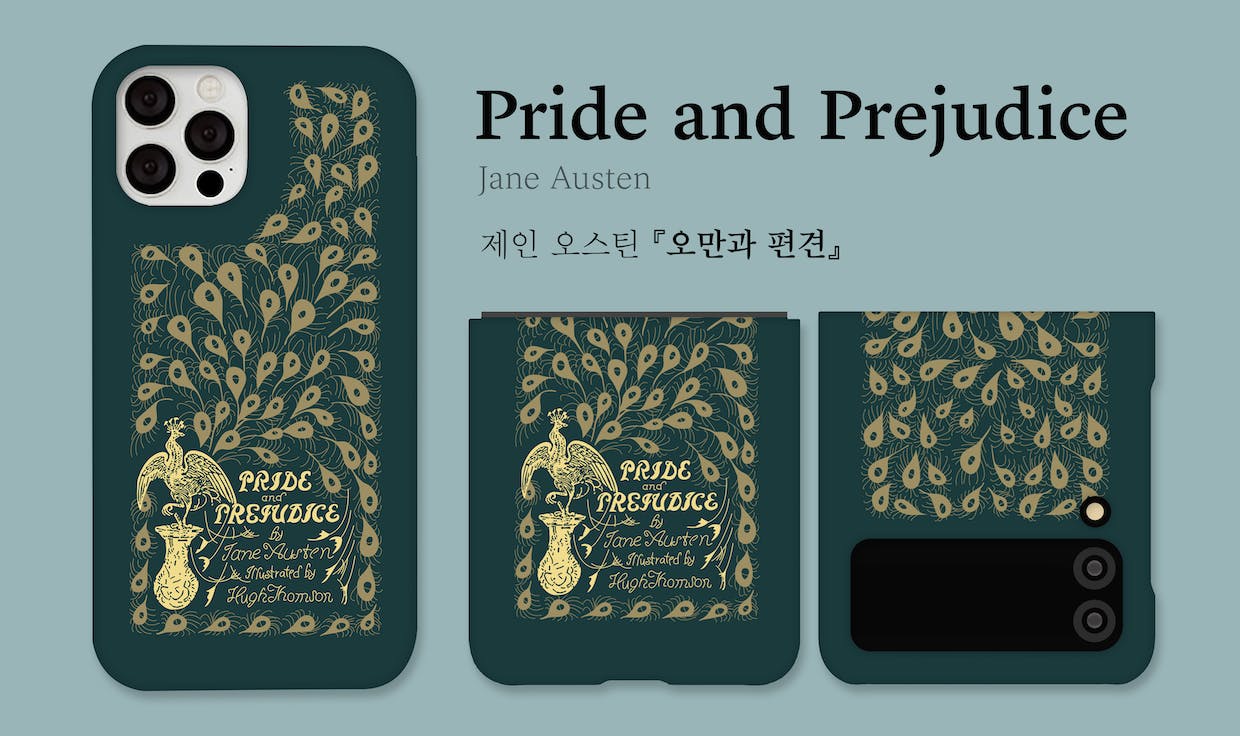 Pride and Prejudice
Jane Austen
제인 오스틴 『오만과 편견』
PRIDE
and
PREJUDICE
by
Jane Austen
Illustrated by
Hugh Thomson
PRIDE
and
PREJUDICE
by
Jane Austen
Illustrated by
Hugh Thomson